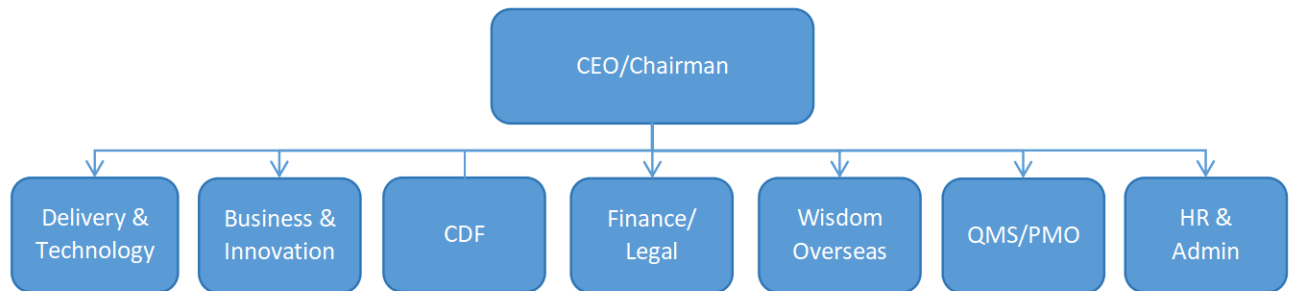 CEO/Chairman
Delivery &
Technology
Business &
Innovation
CDF
Finance/
Legal
Wisdom
Overseas
QMS/PMO
HR &
Admin